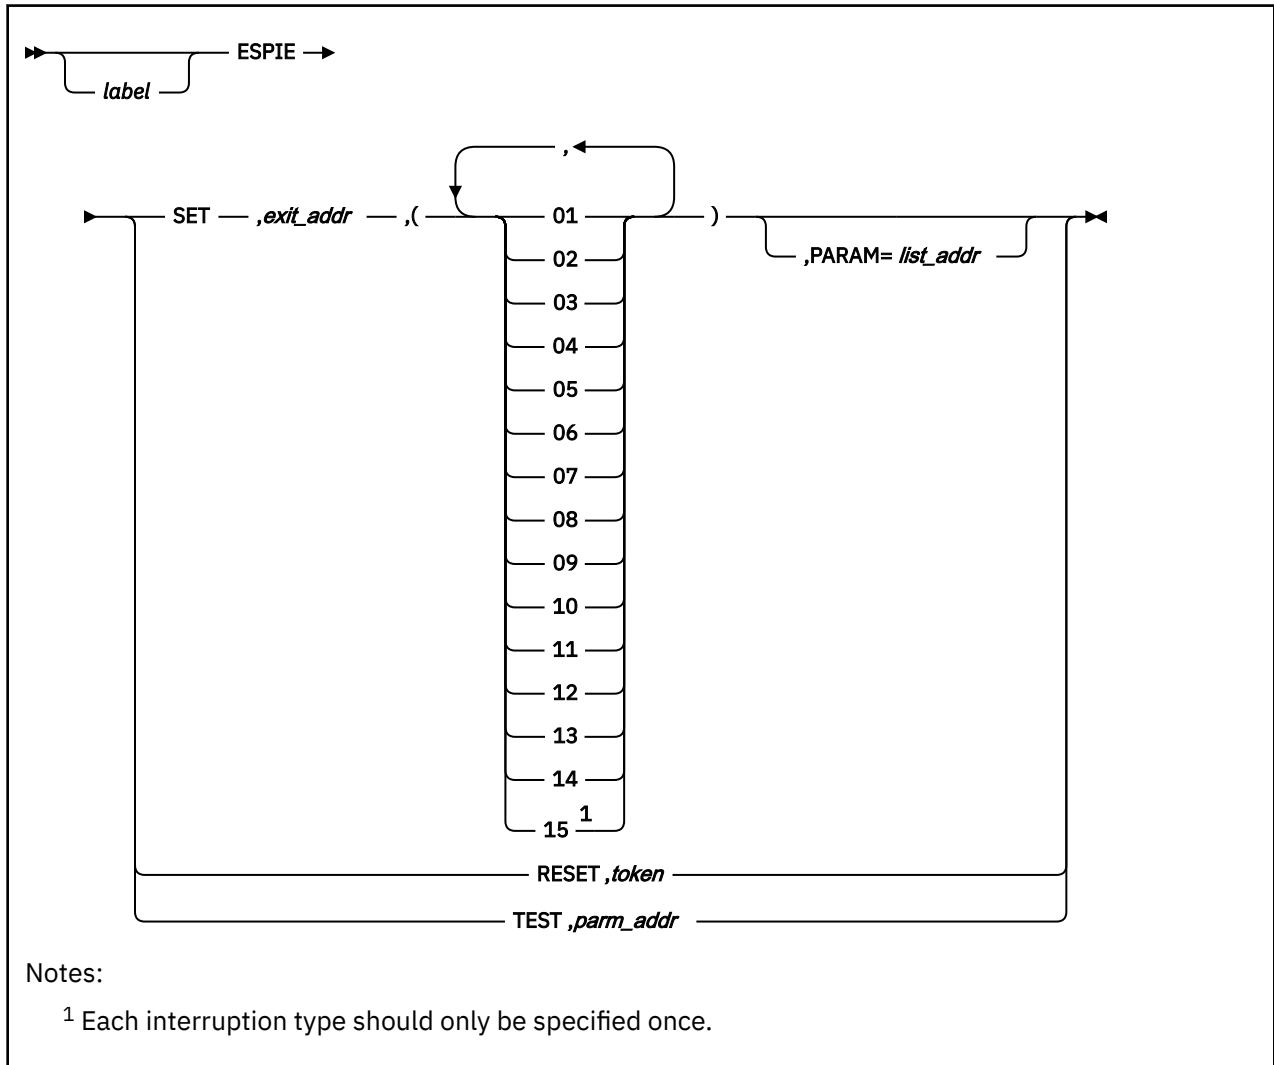 ESPIE
label
,
SET ,exit_addr ,( 01 )
,PARAM= list_addr
02
03
04
05
06
07
08
09
10
11
12
13
14
15 1
RESET ,token
TEST ,parm_addr
Notes:
1 Each interruption type should only be specified once.